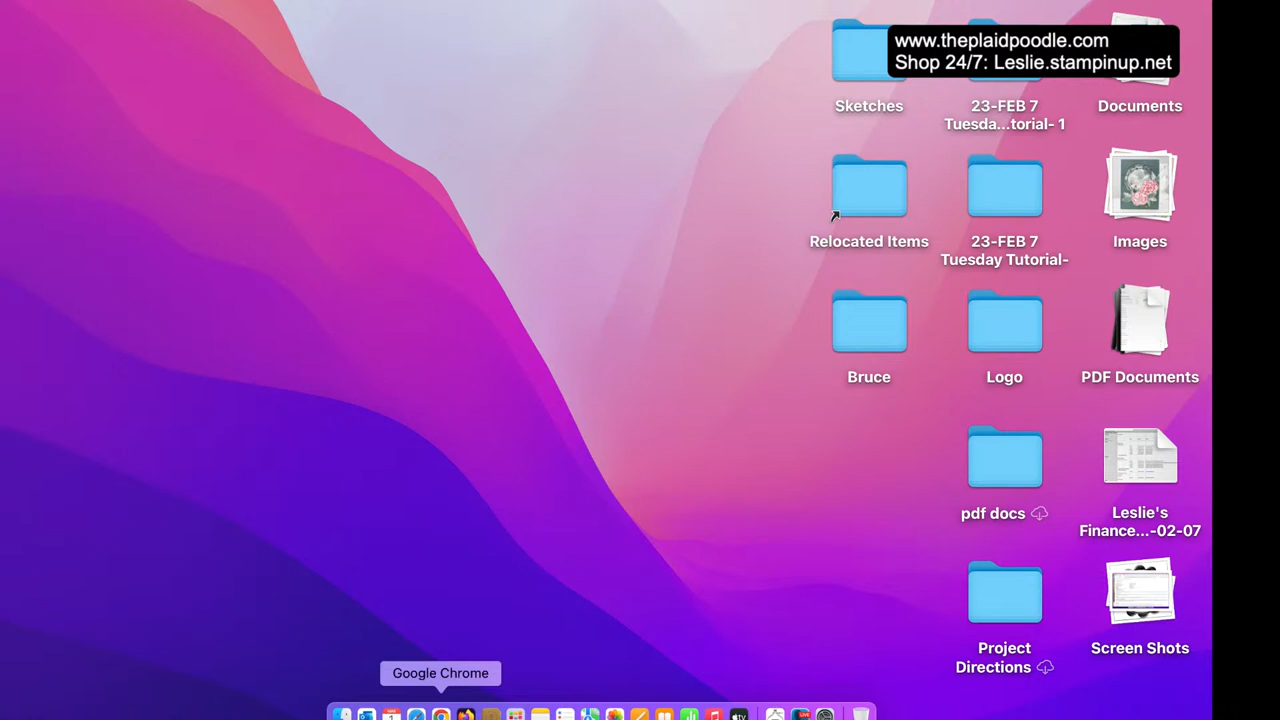 www.theplaidpoodle.com
Shop 24/7: Leslie.stampinup.net
Sketches
23-FEB 7
Tuesda...torial- 1
Documents
Relocated Items
23-FEB 7
Tuesday Tutorial-
Images
Bruce
Logo
PDF Documents
pdf docs
Leslie's
Finance...-02-07
Project
Directions
Screen Shots
Google Chrome